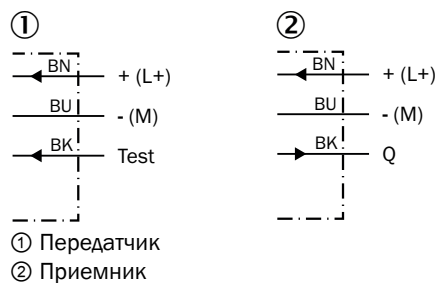 ① ②
BN + (L+) BN + (L+)
BU - (M) BU - (M)
BK Test BK Q
① Передатчик
② Приемник